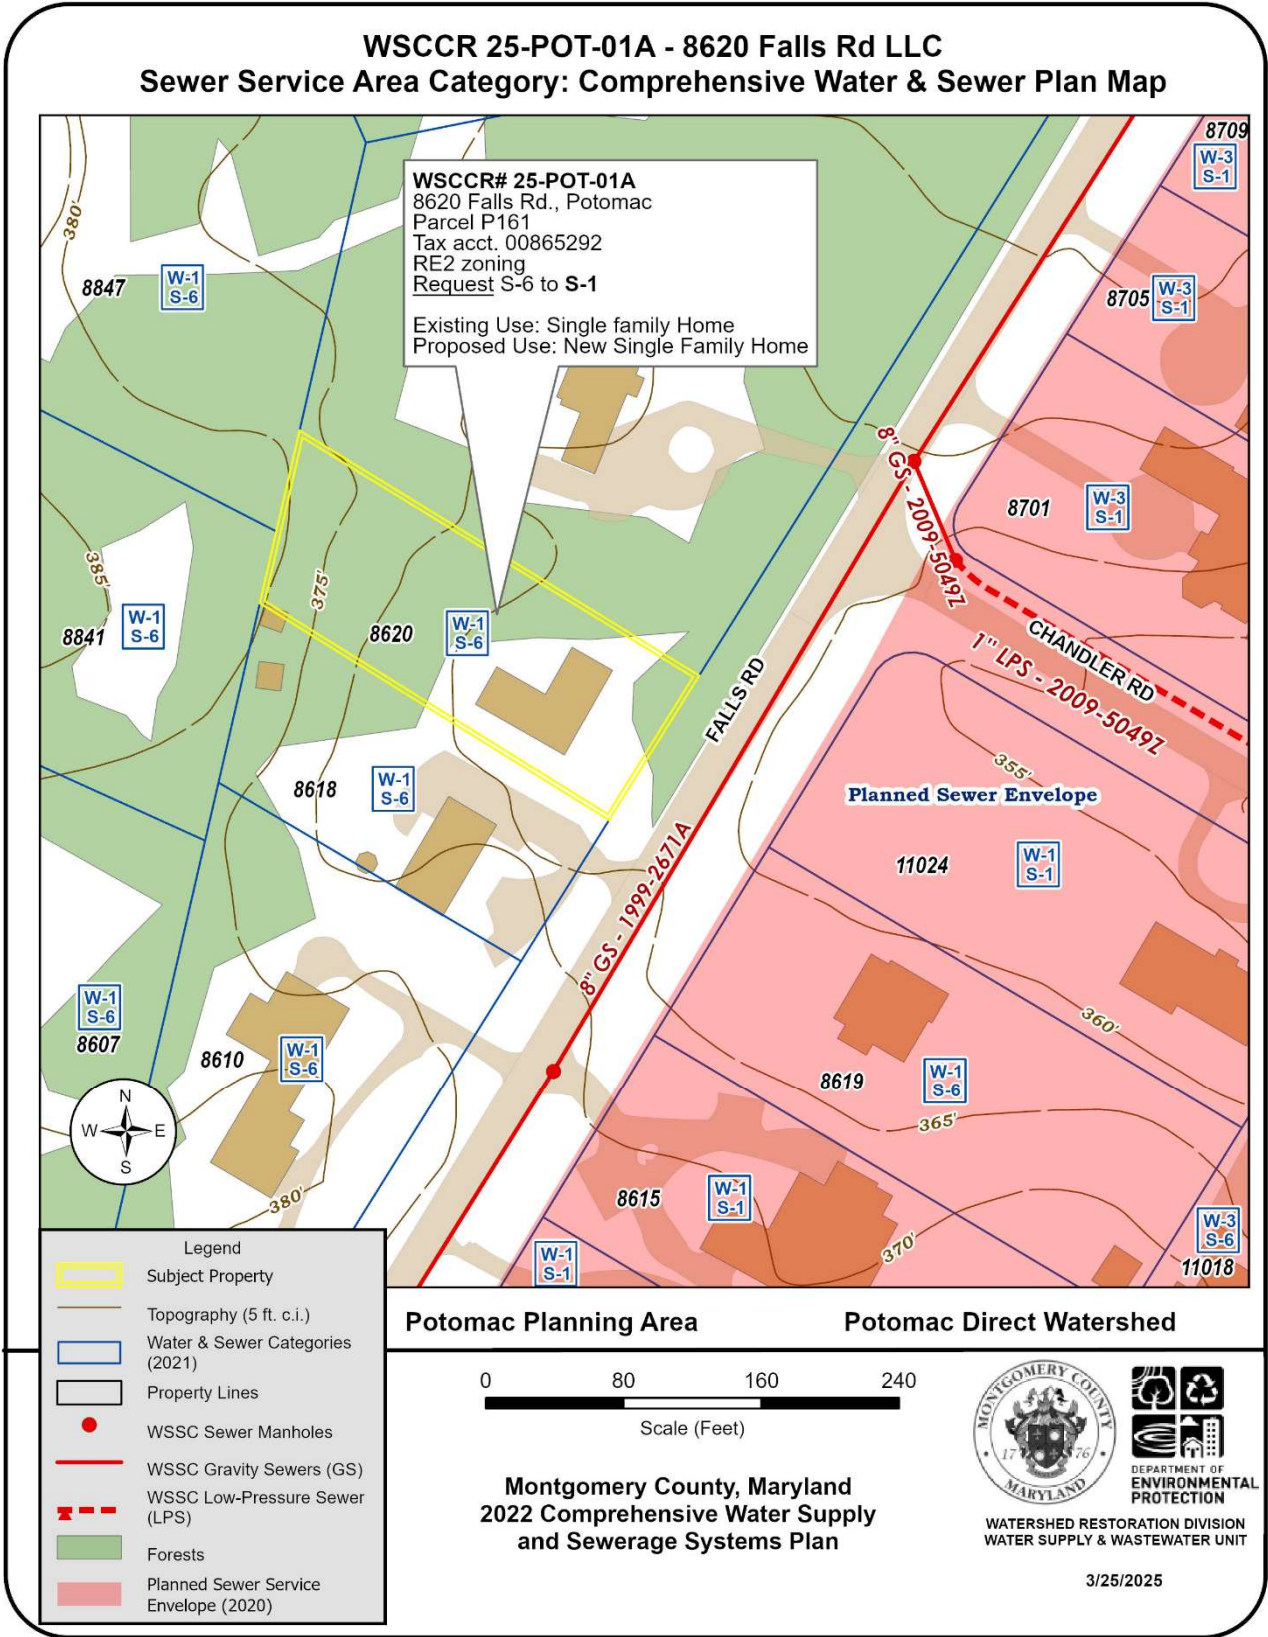 WSCCR 25-POT-01A - 8620 Falls Rd LLC
Sewer Service Area Category: Comprehensive Water & Sewer Plan Map
WSCCR# 25-POT-01A
8620 Falls Rd., Potomac
Parcel P161
Tax acct. 00865292
RE2 zoning
Request S-6 to S-1
Existing Use: Single family Home
Proposed Use: New Single Family Home
8709
W-3
S-1
380'
8847
W-1
S-6
8705
W-3
S-1
8" GS - 2009-5049Z
8701
W-3
S-1
385'
8841
W-1
S-6
375'
8620
W-1
S-6
FALLS RD
CHANDLER RD
1" LPS - 2009-5049Z
355'
8618
W-1
S-6
Planned Sewer Envelope
11024
W-1
S-1
8" GS - 1999-2671A
W-1
S-6
8607
8610
W-1
S-6
360'
8619
W-1
S-6
365'
N
W
E
S
380'
8615
W-1
S-1
370'
W-3
S-6
11018
W-1
S-1
Legend
Subject Property
Topography (5 ft. c.i.)
Water & Sewer Categories
(2021)
Property Lines
WSSC Sewer Manholes
WSSC Gravity Sewers (GS)
WSSC Low-Pressure Sewer
(LPS)
Forests
Planned Sewer Service
Envelope (2020)
Potomac Planning Area
Potomac Direct Watershed
0 80 160 240
Scale (Feet)
Montgomery County, Maryland
2022 Comprehensive Water Supply
and Sewerage Systems Plan
MONTGOMERY COUNTY
17 76
MARYLAND
DEPARTMENT OF
ENVIRONMENTAL
PROTECTION
WATERSHED RESTORATION DIVISION
WATER SUPPLY & WASTEWATER UNIT
3/25/2025